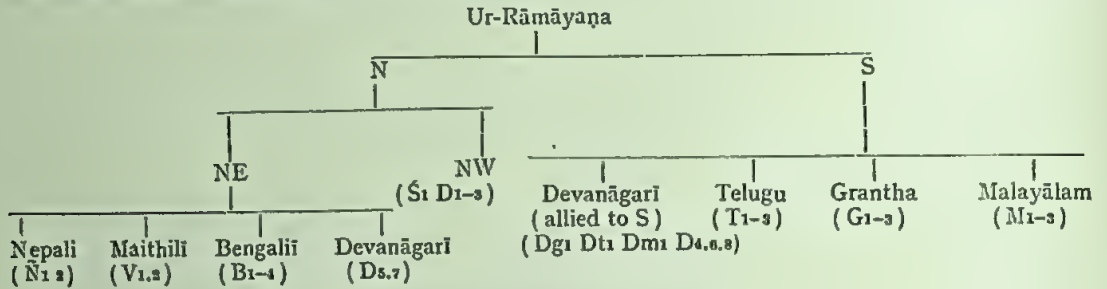 Ur-Rāmāyaṇa
N S
NE NW
(Ś1 D1-3)
Devanāgarī Telugu Grantha Malayālam
(allied to S) (T1-3) (G1-3) (M1-3)
(Dg1 Dt1 Dm1 D4.6.8)
Nepali Maithilī Bengaliī Devanāgarī
(Ñ1 2) (V1.2) (B1-4) (D5.7)